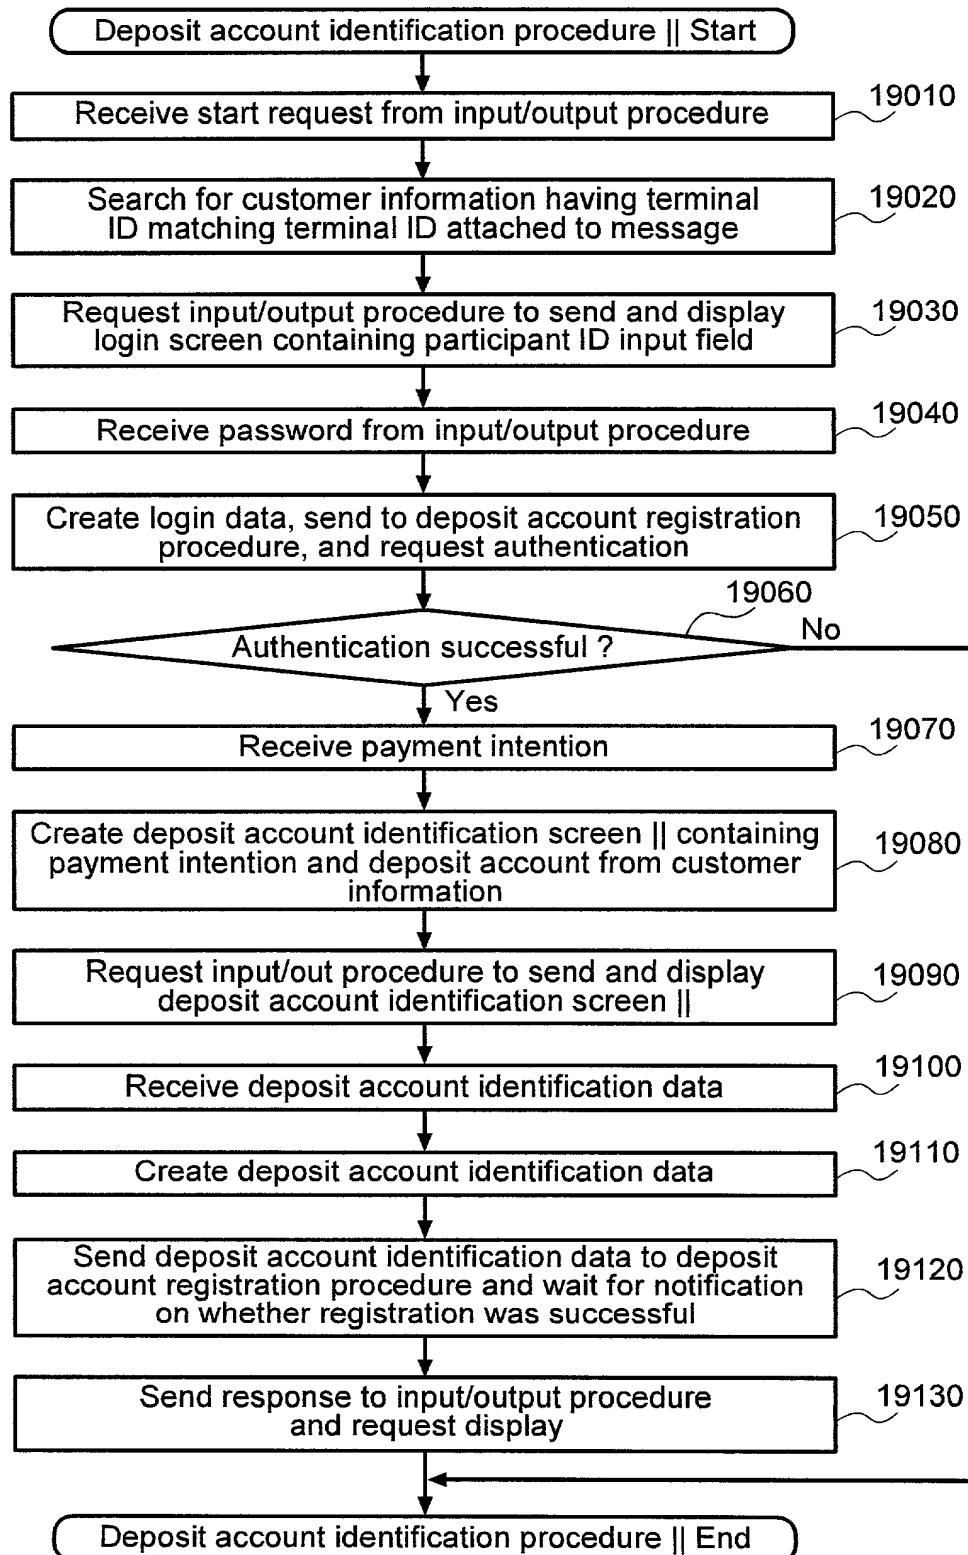 Deposit account identification procedure || Start
19010
Receive start request from input/output procedure
19020
Search for customer information having terminal
ID matching terminal ID attached to message
19030
Request input/output procedure to send and display
login screen containing participant ID input field
19040
Receive password from input/output procedure
19050
Create login data, send to deposit account registration
procedure, and request authentication
19060
Authentication successful ?
No
Yes
19070
Receive payment intention
19080
Create deposit account identification screen || containing
payment intention and deposit account from customer
information
19090
Request input/out procedure to send and display
deposit account identification screen ||
19100
Receive deposit account identification data
19110
Create deposit account identification data
19120
Send deposit account identification data to deposit
account registration procedure and wait for notification
on whether registration was successful
19130
Send response to input/output procedure
and request display
Deposit account identification procedure || End